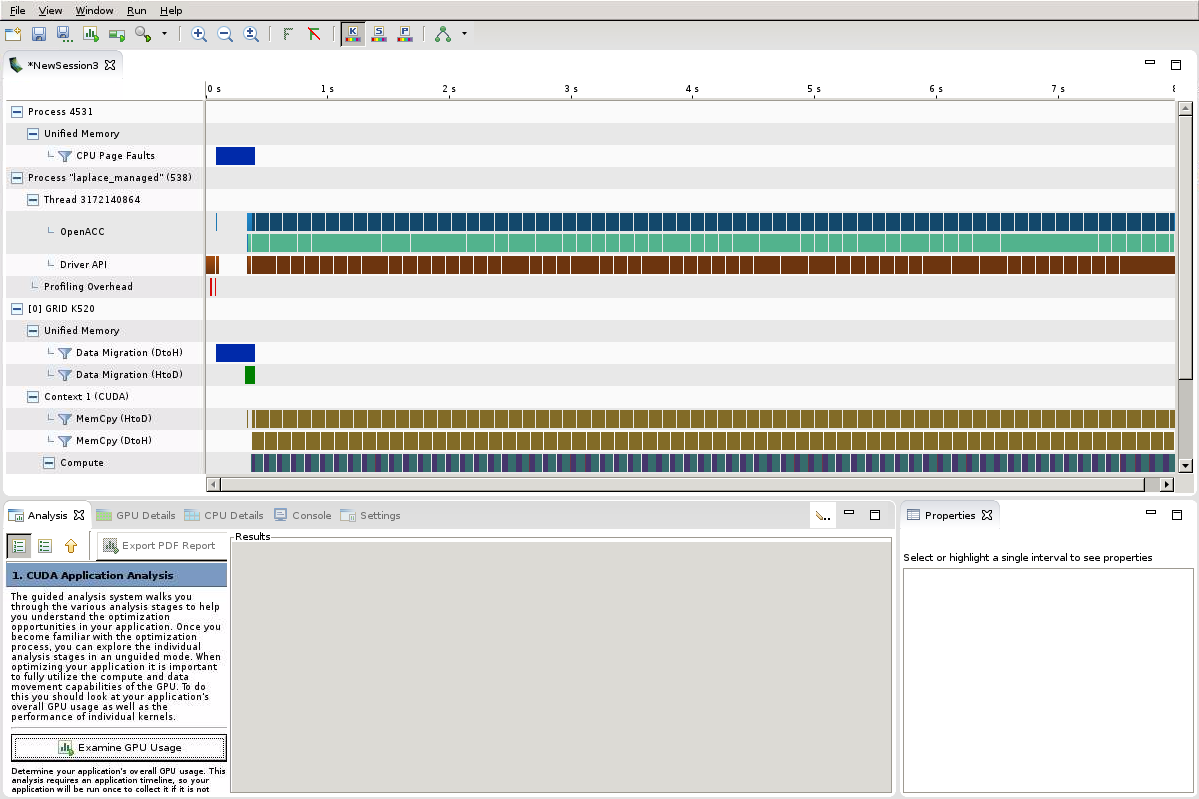 File View Window Run Help
K S P
*NewSession3
0 s 1 s 2 s 3 s 4 s 5 s 6 s 7 s 8
Process 4531
Unified Memory
CPU Page Faults
Process "laplace_managed" (538)
Thread 3172140864
OpenACC
Driver API
Profiling Overhead
[0] GRID K520
Unified Memory
Data Migration (DtoH)
Data Migration (HtoD)
Context 1 (CUDA)
MemCpy (HtoD)
MemCpy (DtoH)
Compute
Analysis GPU Details CPU Details Console Settings
Export PDF Report
Results
1. CUDA Application Analysis
The guided analysis system walks you
through the various analysis stages to help
you understand the optimization
opportunities in your application. Once you
become familiar with the optimization
process, you can explore the individual
analysis stages in an unguided mode. When
optimizing your application it is important
to fully utilize the compute and data
movement capabilities of the GPU. To do
this you should look at your application's
overall GPU usage as well as the
performance of individual kernels.
Examine GPU Usage
Determine your application's overall GPU usage. This
analysis requires an application timeline, so your
application will be run once to collect it if it is not
Properties
Select or highlight a single interval to see properties